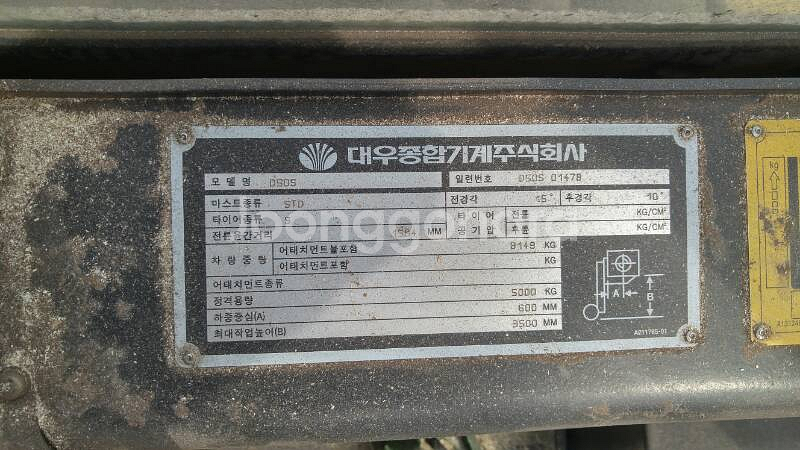 대우종합기계주식회사
모델명 D50S 일련번호 D50S 01478
마스트종류 STD 전경각 15° 후경각 10°
타이어종류 S 타이어 전륜 KG/CM²
전륜윤간거리 MM 공기압 후륜 KG/CM²
차량중량 어태치먼트불포함 8149 KG
어태치먼트포함 KG
어태치먼트종류
정격용량 5000 KG
하중중심(A) 600 MM
최대작업높이(B) 3500 MM
A B
A211765-01
kg